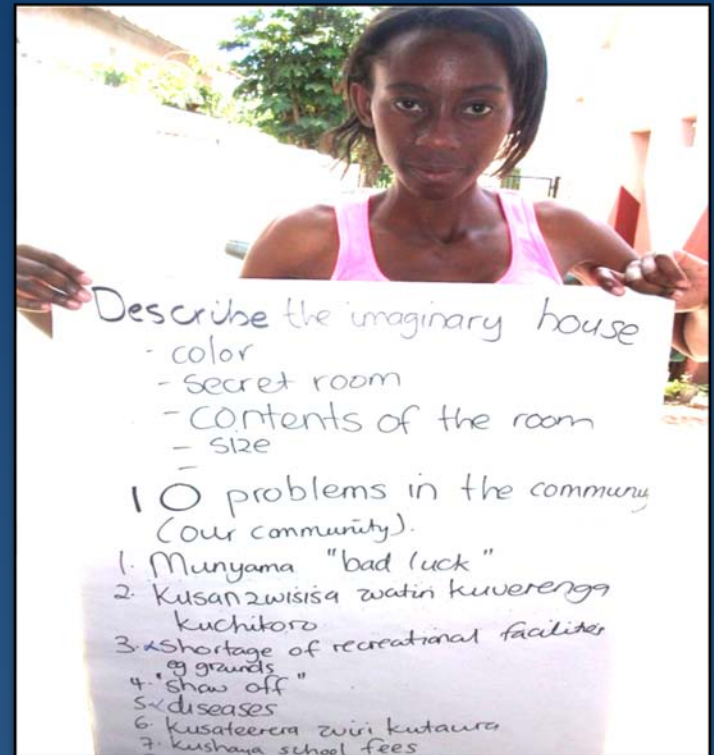 Describe the imaginary house
- color
- secret room
- contents of the room
- size
-
10 problems in the communy
(our community).
1. Munyama "bad luck"
2. Kusanzwisisa zvatiri kuverenga
kuchikoro
3. Shortage of recreational facilities
eg grounds
4. "show off"
5. diseases
6. Kusateerera zviri kutaura
7. kushaya school fees